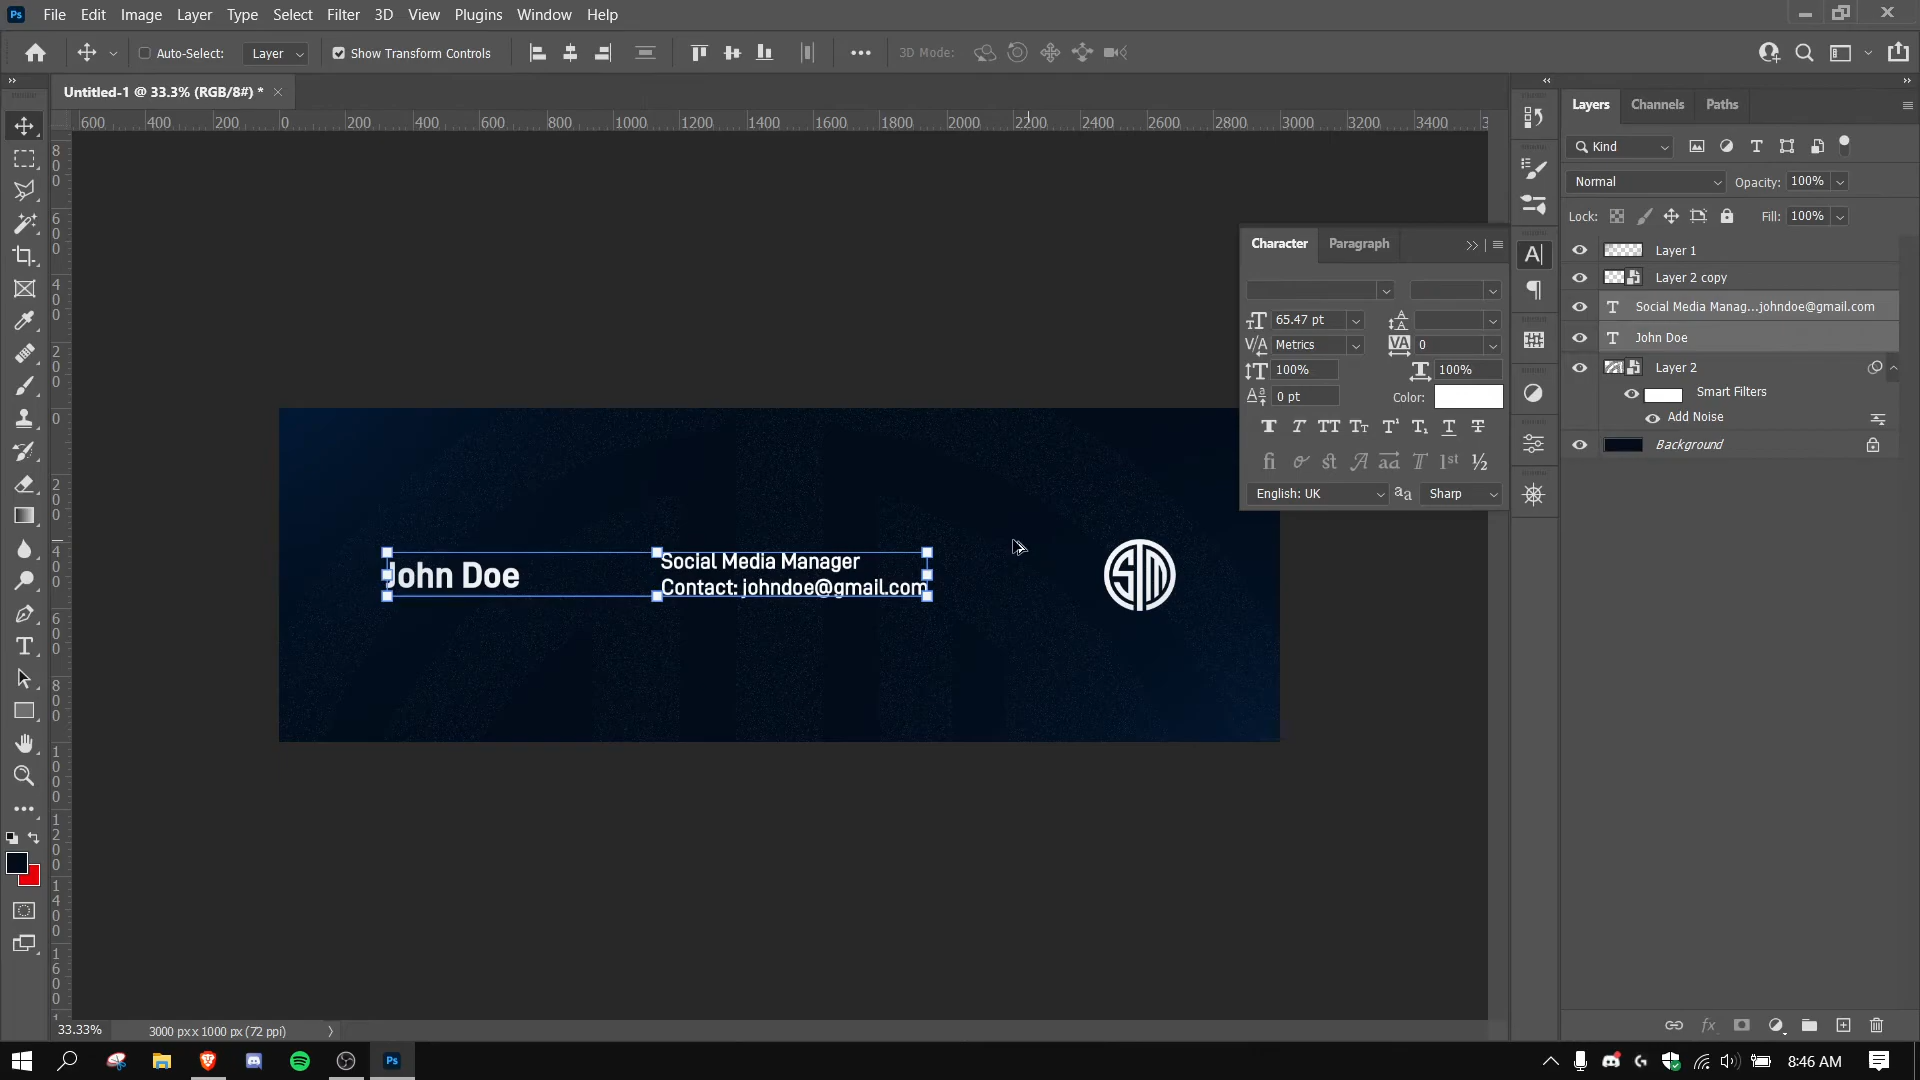 Ps File Edit Image Layer Type Select Filter 3D View Plugins Window Help
Auto-Select: Layer Show Transform Controls 3D Mode:
Untitled-1 @ 33.3% (RGB/8#) *
600 400 200 0 200 400 600 800 1000 1200 1400 1600 1800 2000 2200 2400 2600 2800 3000 3200 3400
Layers Channels Paths
Kind
Normal Opacity: 100%
Lock: Fill: 100%
Layer 1
Layer 2 copy
Social Media Manag...johndoe@gmail.com
John Doe
Layer 2
Smart Filters
Add Noise
Background
Character Paragraph
65.47 pt
Metrics 0
100% 100%
0 pt Color:
English: UK Sharp
John Doe
Social Media Manager
Contact: johndoe@gmail.com
33.33% 3000 px x 1000 px (72 ppi)
Ps 8:46 AM